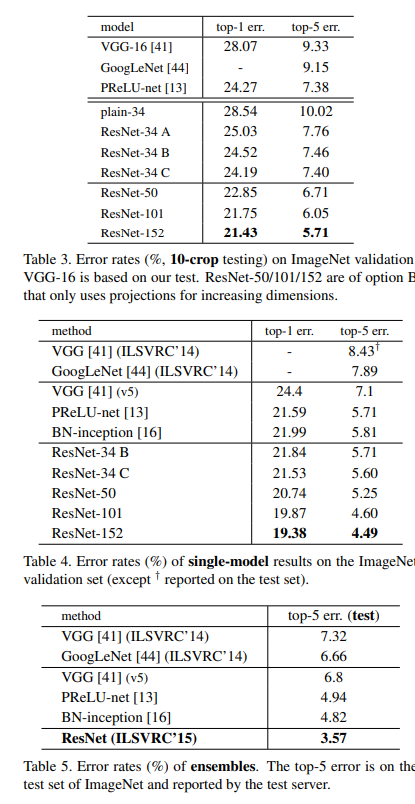 model top-1 err. top-5 err.
VGG-16 [41] 28.07 9.33
GoogLeNet [44] - 9.15
PReLU-net [13] 24.27 7.38
plain-34 28.54 10.02
ResNet-34 A 25.03 7.76
ResNet-34 B 24.52 7.46
ResNet-34 C 24.19 7.40
ResNet-50 22.85 6.71
ResNet-101 21.75 6.05
ResNet-152 21.43 5.71
Table 3. Error rates (%, 10-crop testing) on ImageNet validation
VGG-16 is based on our test. ResNet-50/101/152 are of option B
that only uses projections for increasing dimensions.
method top-1 err. top-5 err.
VGG [41] (ILSVRC'14) - 8.43†
GoogLeNet [44] (ILSVRC'14) - 7.89
VGG [41] (v5) 24.4 7.1
PReLU-net [13] 21.59 5.71
BN-inception [16] 21.99 5.81
ResNet-34 B 21.84 5.71
ResNet-34 C 21.53 5.60
ResNet-50 20.74 5.25
ResNet-101 19.87 4.60
ResNet-152 19.38 4.49
Table 4. Error rates (%) of single-model results on the ImageNet
validation set (except † reported on the test set).
method top-5 err. (test)
VGG [41] (ILSVRC'14) 7.32
GoogLeNet [44] (ILSVRC'14) 6.66
VGG [41] (v5) 6.8
PReLU-net [13] 4.94
BN-inception [16] 4.82
ResNet (ILSVRC'15) 3.57
Table 5. Error rates (%) of ensembles. The top-5 error is on the
test set of ImageNet and reported by the test server.